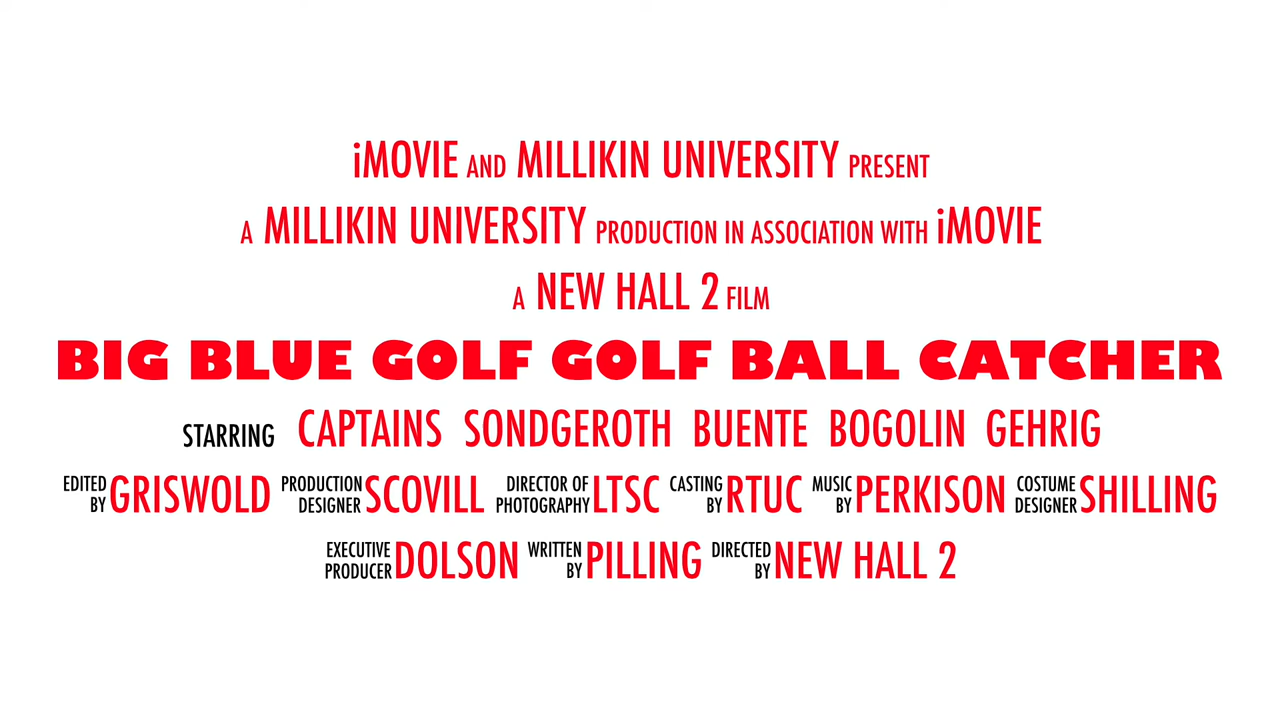 iMOVIE AND MILLIKIN UNIVERSITY PRESENT
A MILLIKIN UNIVERSITY PRODUCTION IN ASSOCIATION WITH iMOVIE
A NEW HALL 2 FILM
BIG BLUE GOLF GOLF BALL CATCHER
STARRING CAPTAINS SONDGEROTH BUENTE BOGOLIN GEHRIG
EDITED BY GRISWOLD PRODUCTION DESIGNER SCOVILL DIRECTOR OF PHOTOGRAPHY LTSC CASTING BY RTUC MUSIC BY PERKISON COSTUME DESIGNER SHILLING
EXECUTIVE PRODUCER DOLSON WRITTEN BY PILLING DIRECTED BY NEW HALL 2